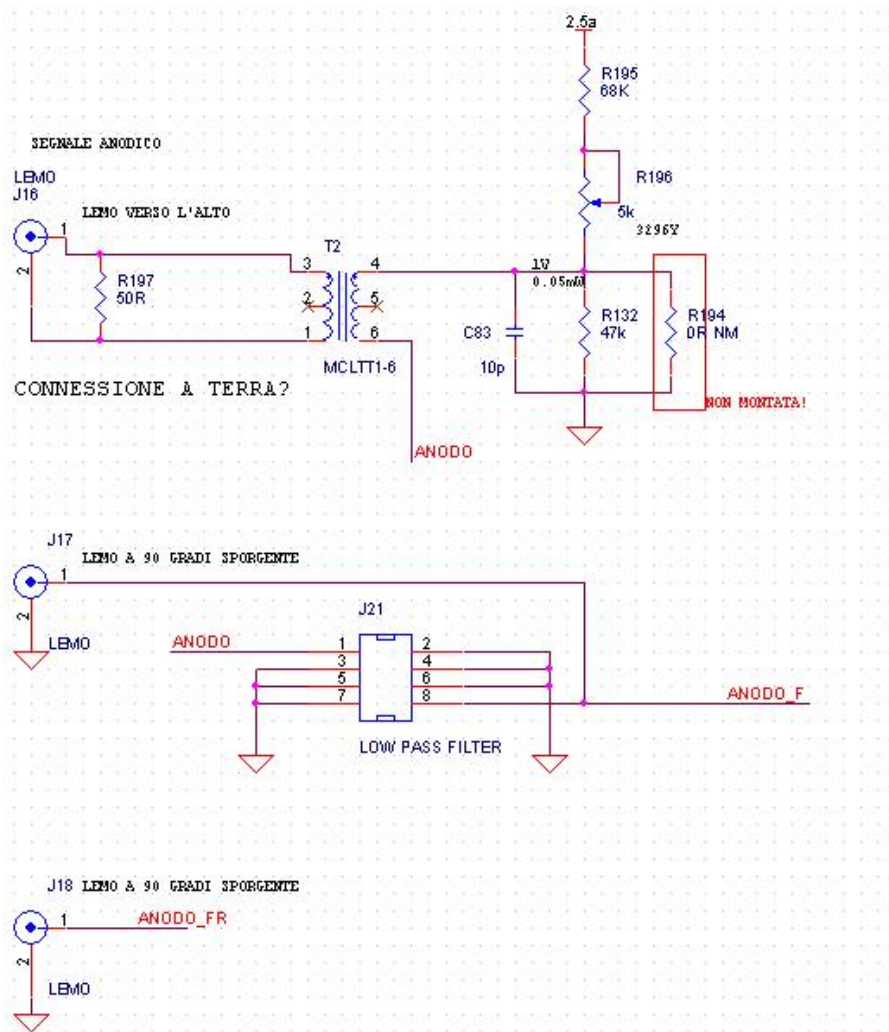 2.5a
R195
68K
SEGNALE ANODICO
LEMO
J16
R196
LEMO VERSO L'ALTO
5k
3296Y
1
T2
3
4
1V
0.05mW
2
R197
50R
2
5
C83
R132
47k
R194
0R NM
1
6
MCLTT1-6
10p
CONNESSIONE A TERRA?
NON MONTATA!
ANODO
J17
LEMO A 90 GRADI SPORGENTE
1
2
J21
LEMO
ANODO
1
2
3
4
5
6
7
8
ANODO_F
LOW PASS FILTER
J18 LEMO A 90 GRADI SPORGENTE
1
ANODO_FR
2
LEMO